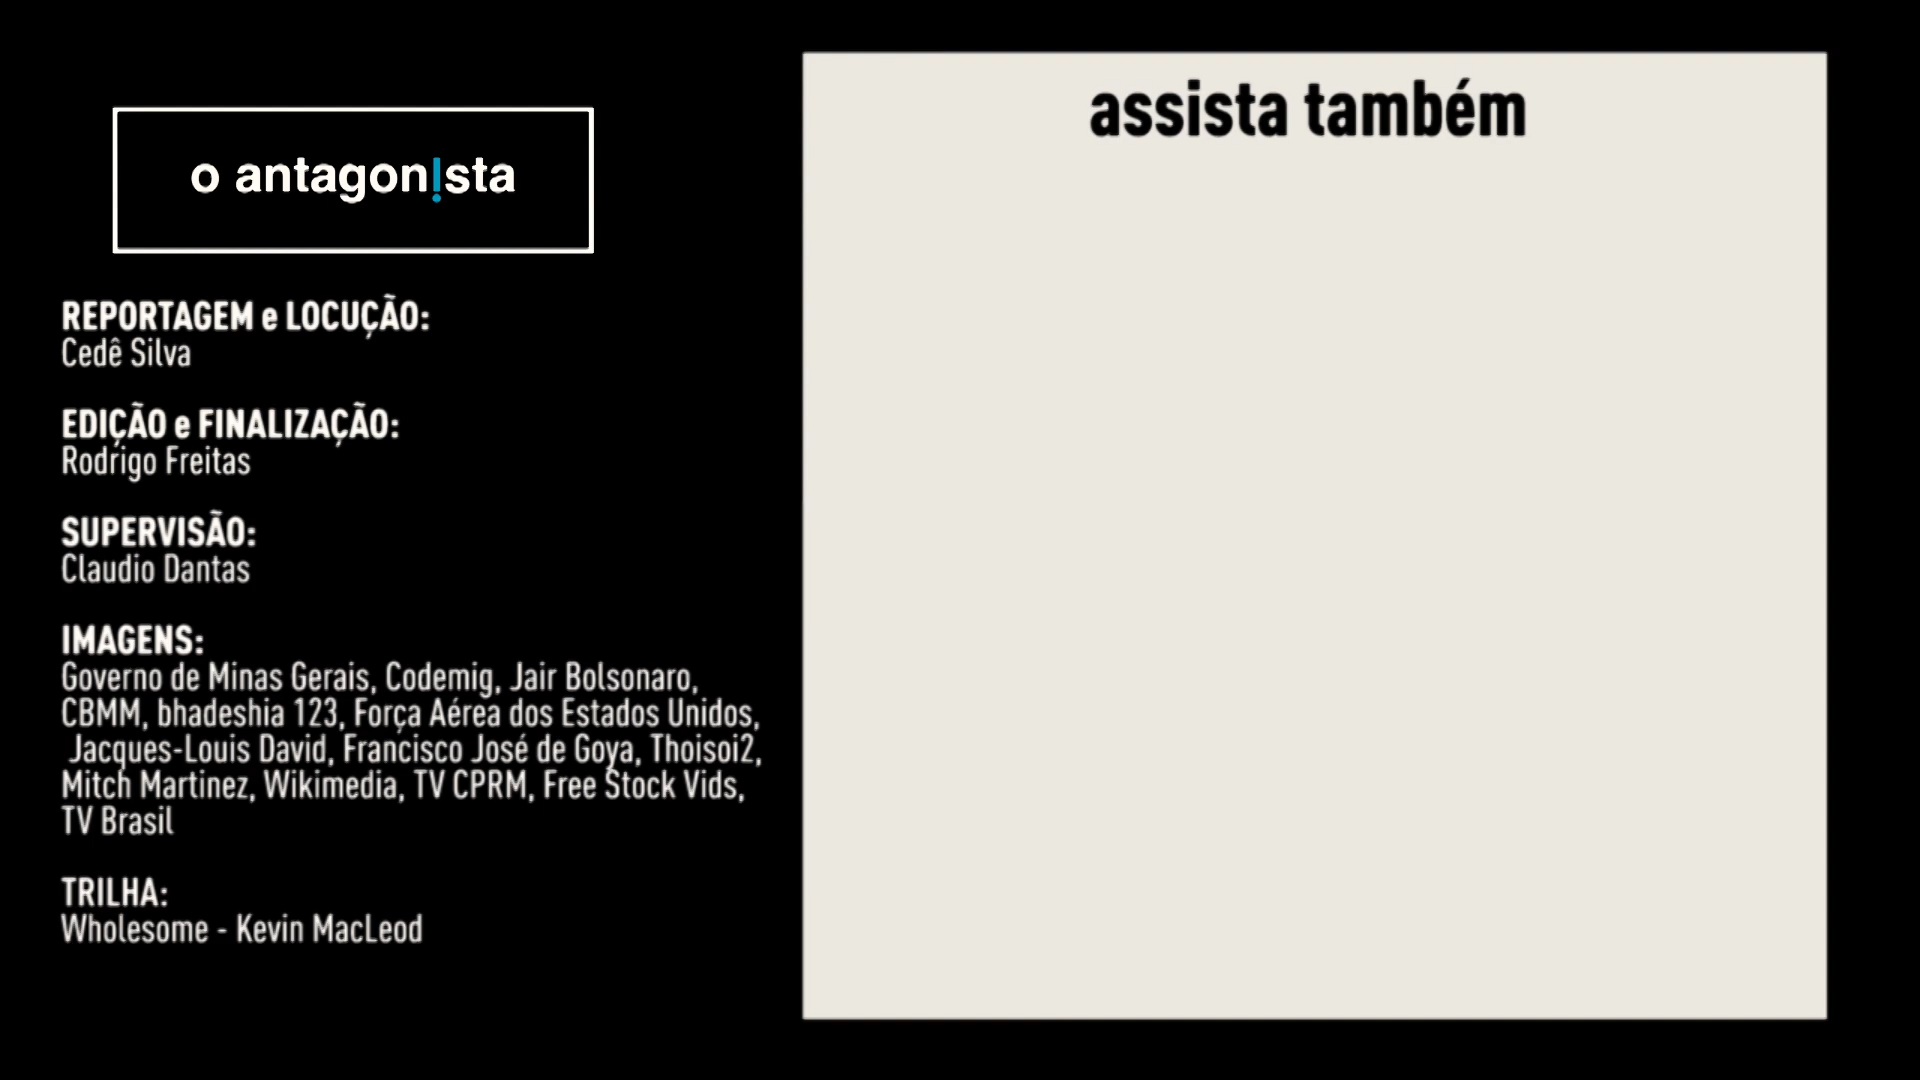 o antagon!sta
REPORTAGEM e LOCUÇÃO:
Cedê Silva
EDIÇÃO e FINALIZAÇÃO:
Rodrigo Freitas
SUPERVISÃO:
Claudio Dantas
IMAGENS:
Governo de Minas Gerais, Codemig, Jair Bolsonaro,
CBMM, bhadeshia 123, Força Aérea dos Estados Unidos,
Jacques-Louis David, Francisco José de Goya, Thoisoi2,
Mitch Martinez, Wikimedia, TV CPRM, Free Stock Vids,
TV Brasil
TRILHA:
Wholesome - Kevin MacLeod
assista também